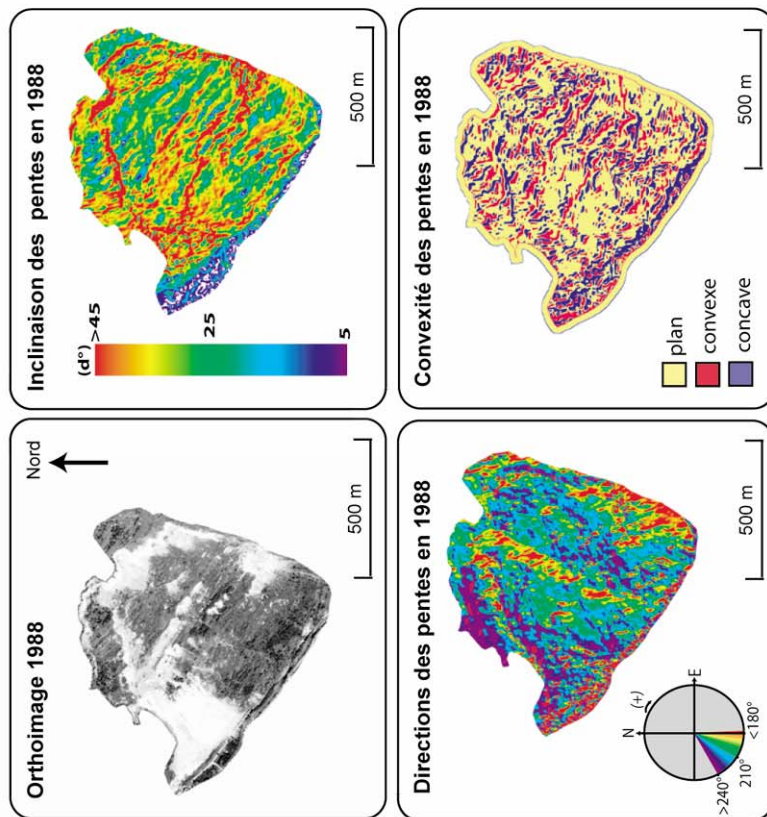 Orthoimage 1988
Nord
500 m
Inclinaison des pentes en 1988
(d°)
>45
25
5
500 m
Directions des pentes en 1988
N
(+)
E
<180°
210°
>240°
500 m
Convexité des pentes en 1988
plan
convexe
concave
500 m